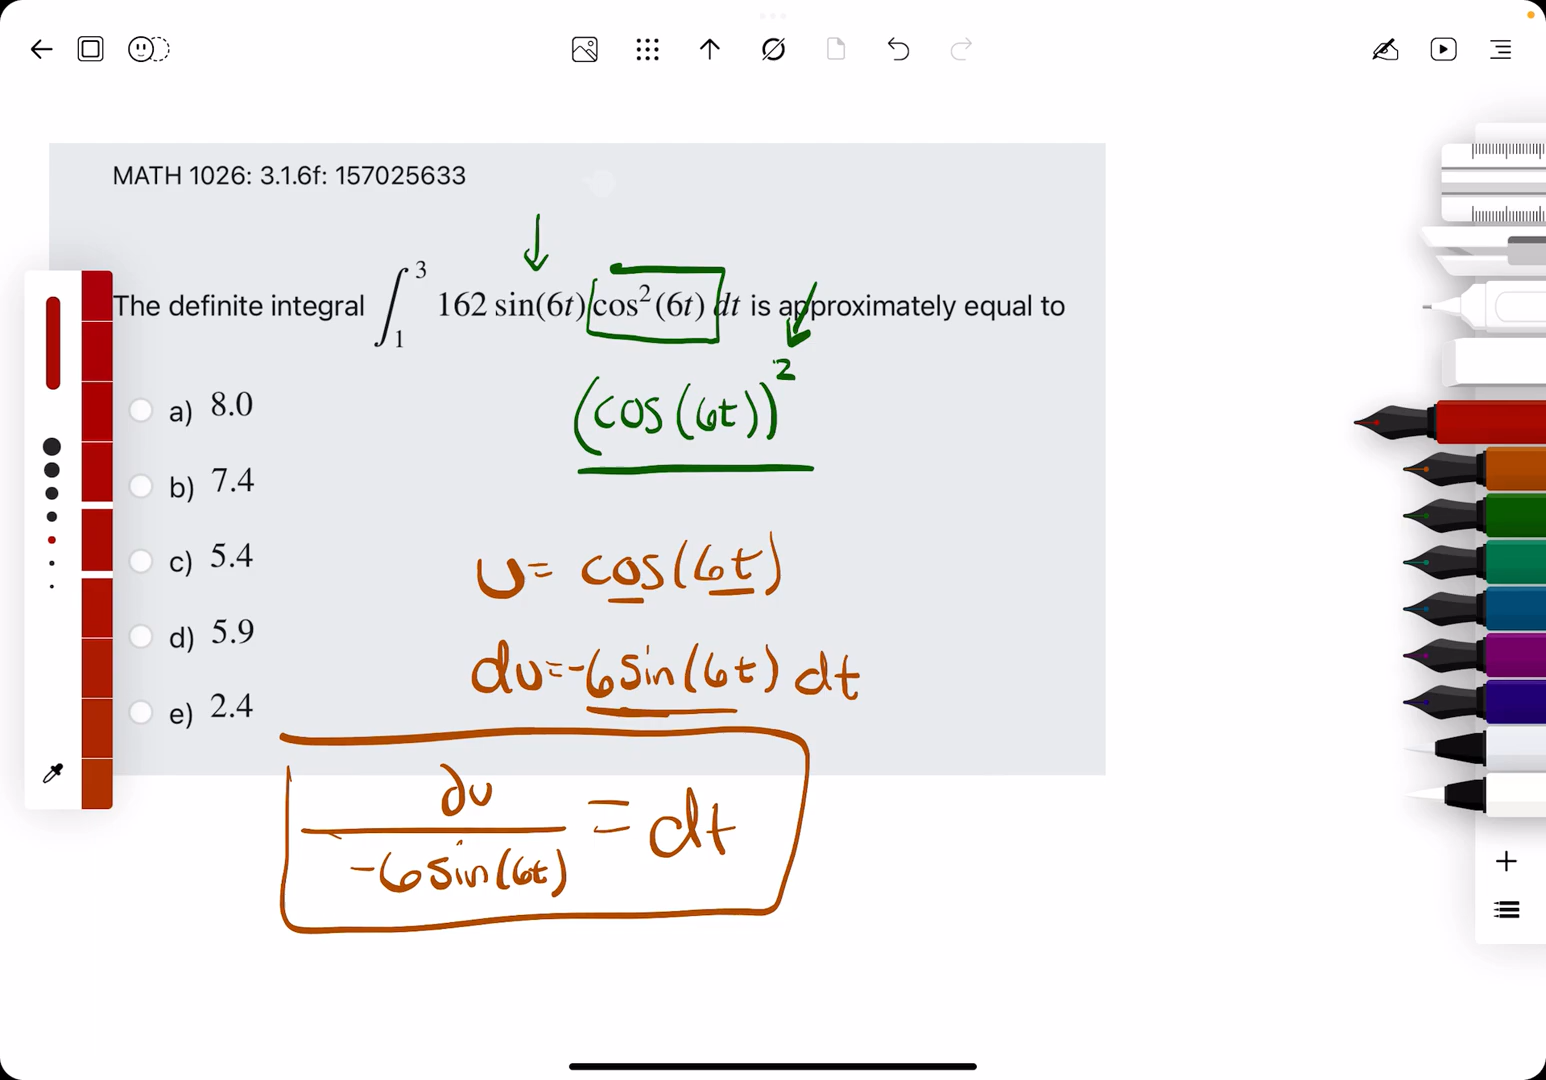 MATH 1026: 3.1.6f: 157025633
The definite integral ∫₁³ 162 sin(6t) cos²(6t) dt is approximately equal to
(cos(6t))²
a) 8.0
b) 7.4
c) 5.4
d) 5.9
e) 2.4
u= cos(6t)
du=-6sin(6t) dt
du/-6sin(6t) = dt